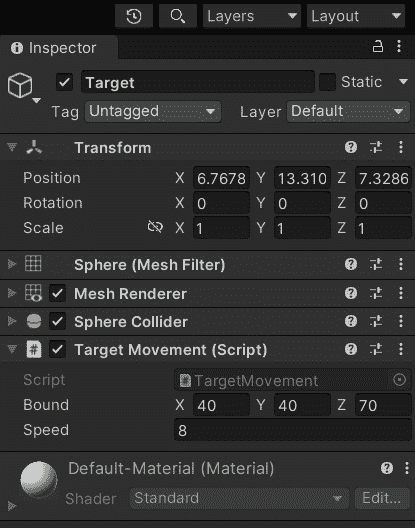 Layers Layout
Inspector
Target Static
Tag Untagged Layer Default
Transform
Position X 6.7678 Y 13.310 Z 7.3286
Rotation X 0 Y 0 Z 0
Scale X 1 Y 1 Z 1
Sphere (Mesh Filter)
Mesh Renderer
Sphere Collider
# Target Movement (Script)
Script # TargetMovement
Bound X 40 Y 40 Z 70
Speed 8
Default-Material (Material)
Shader Standard Edit...